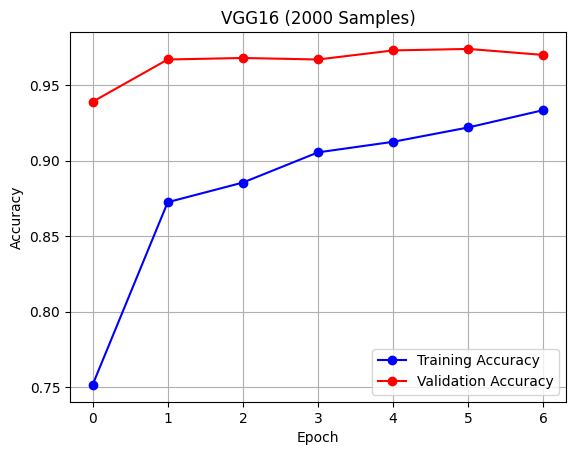 VGG16 (2000 Samples)
Accuracy
0.95
0.90
0.85
0.80
0.75
0 1 2 3 4 5 6
Epoch
Training Accuracy
Validation Accuracy